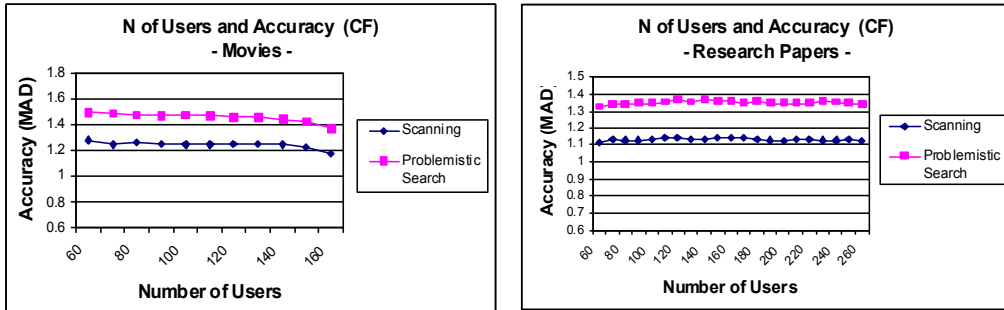 N of Users and Accuracy (CF)
- Movies -
Accuracy (MAD)
1.8
1.6
1.4
1.2
1
0.8
0.6
60
80
100
120
140
160
Number of Users
Scanning
Problemistic
Search
N of Users and Accuracy (CF)
- Research Papers -
Accuracy (MAD)
1.5
1.4
1.3
1.2
1.1
1
0.9
0.8
0.7
0.6
60
80
100
120
140
160
180
200
220
240
260
Number of Users
Scanning
Problemistic
Search